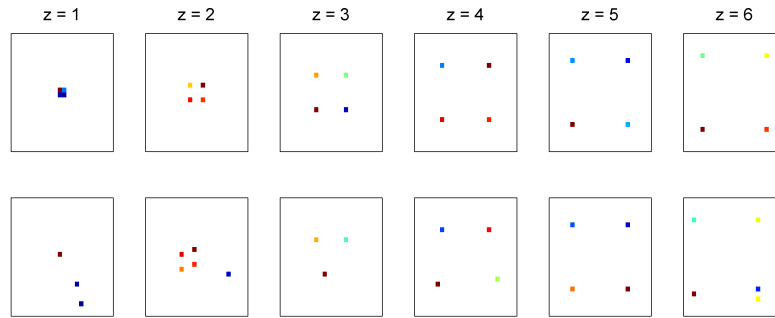 z = 1 z = 2 z = 3 z = 4 z = 5 z = 6